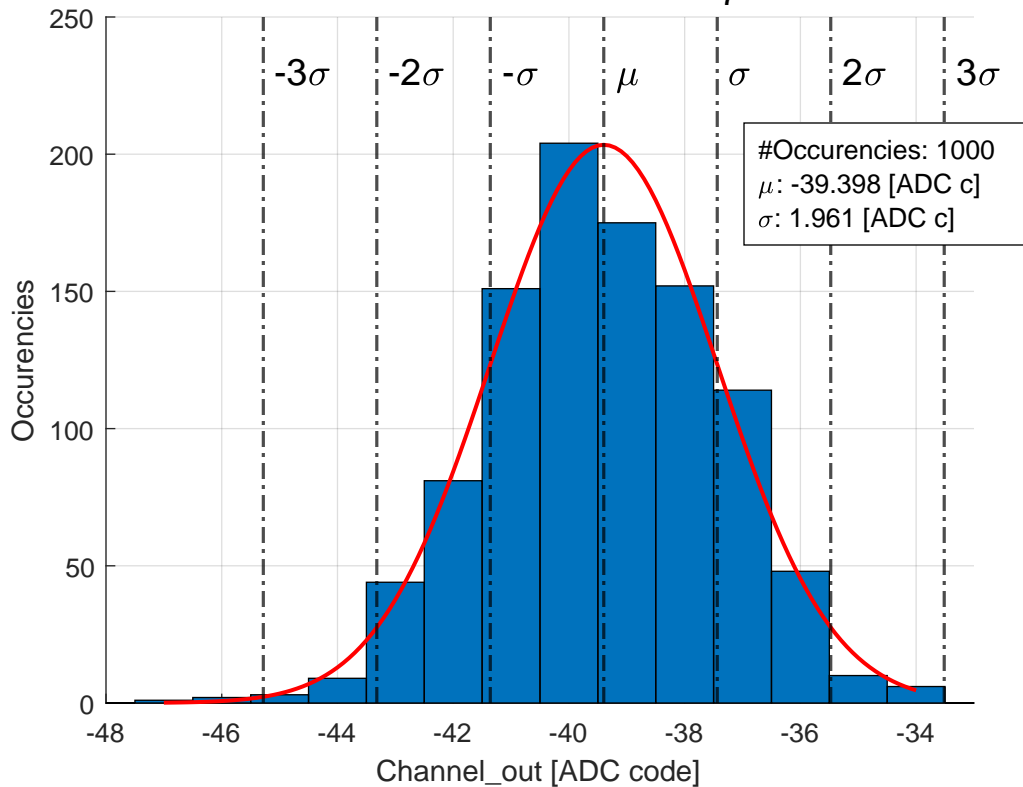 250
200
150
100
50
0
-3σ -2σ -σ μ σ 2σ 3σ
#Occurencies: 1000
μ: -39.398 [ADC c]
σ: 1.961 [ADC c]
Occurencies
-48 -46 -44 -42 -40 -38 -36 -34
Channel_out [ADC code]